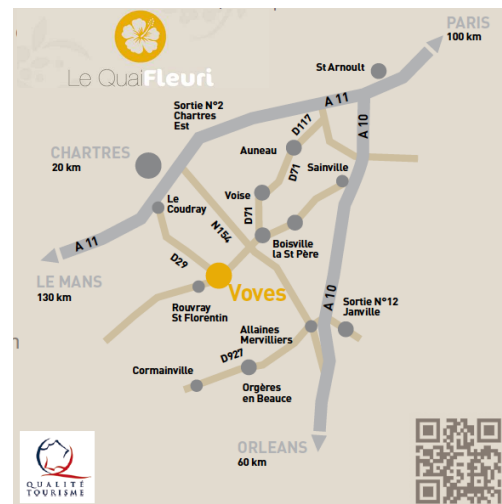 PARIS
100 km
Le QuaiFleuri
St Arnoult
A 11
Sortie N°2
Chartres
Est
D117
A 10
CHARTRES
20 km
Auneau
Sainville
D71
Voise
Le
Coudray
D71
N154
Boisville
la St Père
A 11
D29
LE MANS
130 km
Voves
Rouvray
St Florentin
A 10
Sortie N°12
Janville
Allaines
Mervilliers
D927
Cormainville
Orgères
en Beauce
ORLEANS
60 km
QUALITÉ
TOURISME